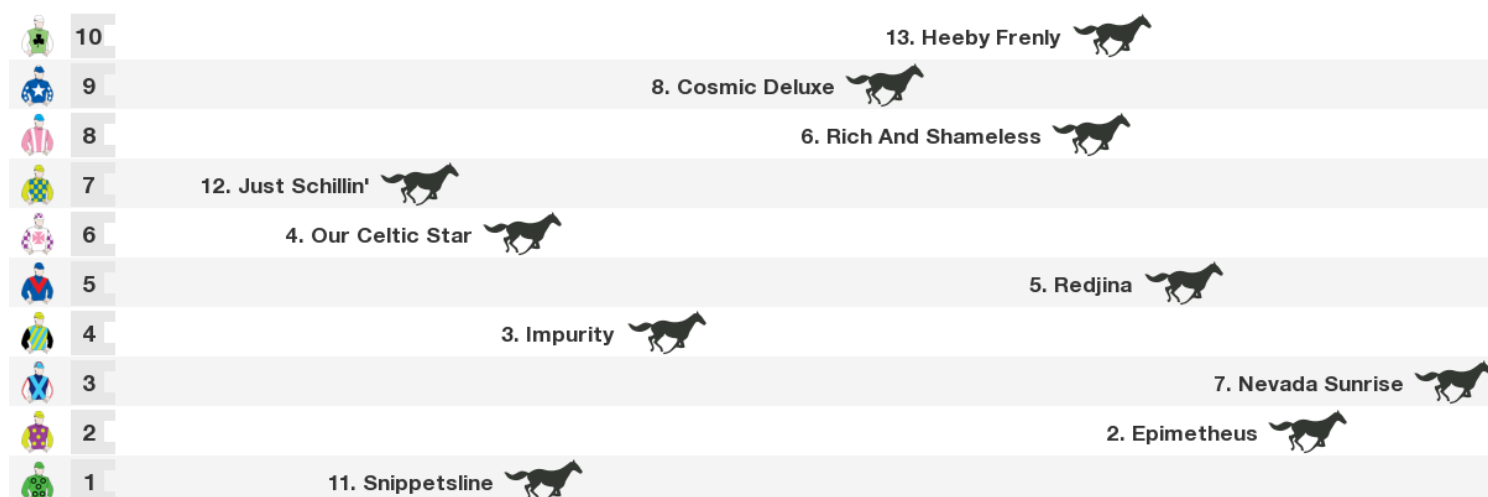 10 13. Heeby Frenly
9 8. Cosmic Deluxe
8 6. Rich And Shameless
7 12. Just Schillin'
6 4. Our Celtic Star
5 5. Redjina
4 3. Impurity
3 7. Nevada Sunrise
2 2. Epimetheus
1 11. Snippetsline